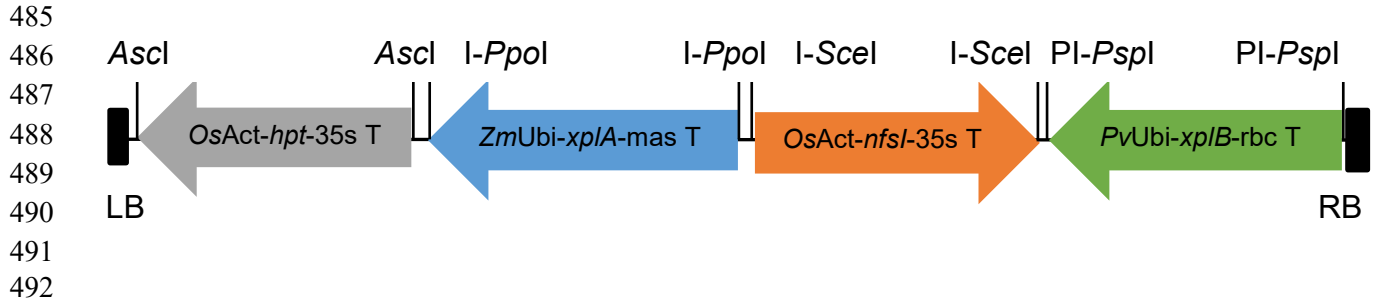 485
486 AscI AscI I-PpoI I-PpoI I-SceI I-SceI PI-PspI PI-PspI
487
488 OsAct-hpt-35s T ZmUbi-xplA-mas T OsAct-nfsI-35s T PvUbi-xplB-rbc T
489
490 LB RB
491
492